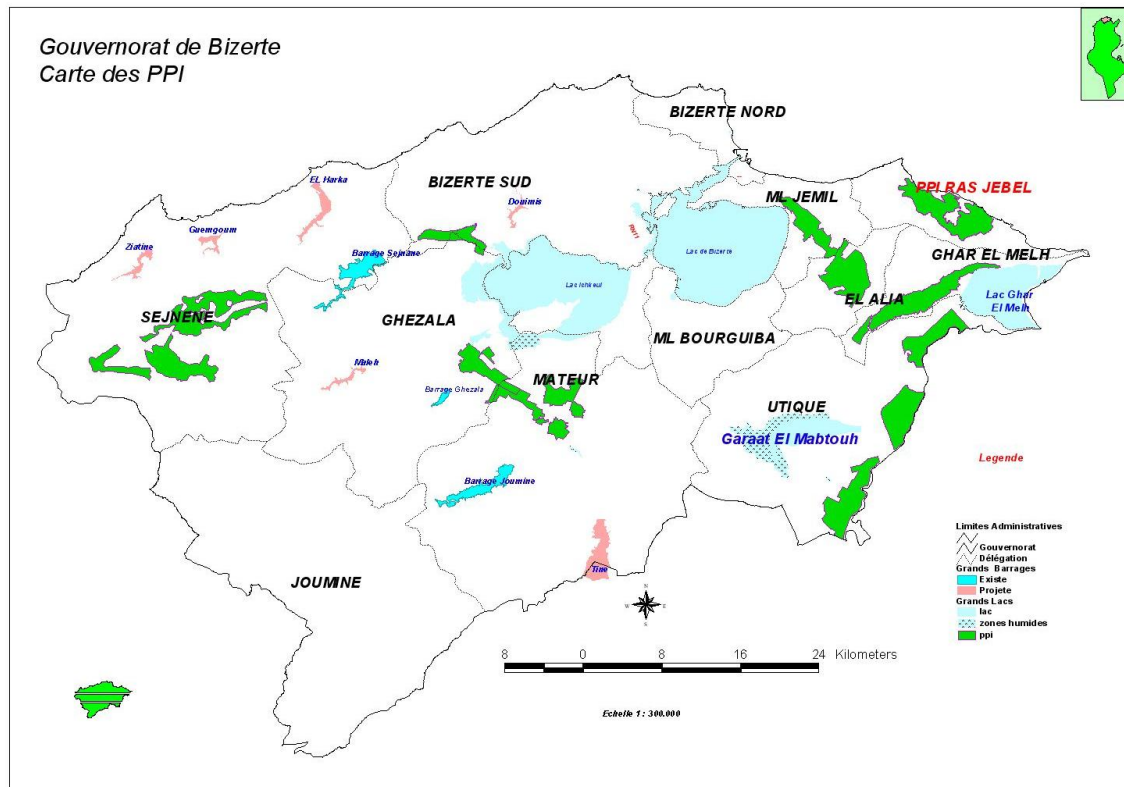 Gouvernorat de Bizerte
Carte des PPI
BIZERTE NORD
EL Harka
BIZERTE SUD
PPI RAS JEBEL
ML JEMIL
Douimis
Guemgoum
Ziatine
Barrage Sejnane
Lac de Bizerte
GHAR EL MELH
Lac Ichkeul
EL ALIA
Lac Ghar
El Melh
SEJNENE
GHEZALA
ML BOURGUIBA
Maleh
MATEUR
Barrage Ghezala
UTIQUE
Garaat El Mabtouh
Legende
Barrage Joumine
Limites Administratives
Gouvernorat
Délégation
Grands Barrages
Existe
Projete
Grands Lacs
lac
zones humides
ppi
Tine
JOUMINE
N
W E
S
8 0 8 16 24 Kilometers
Echelle 1 : 300.000